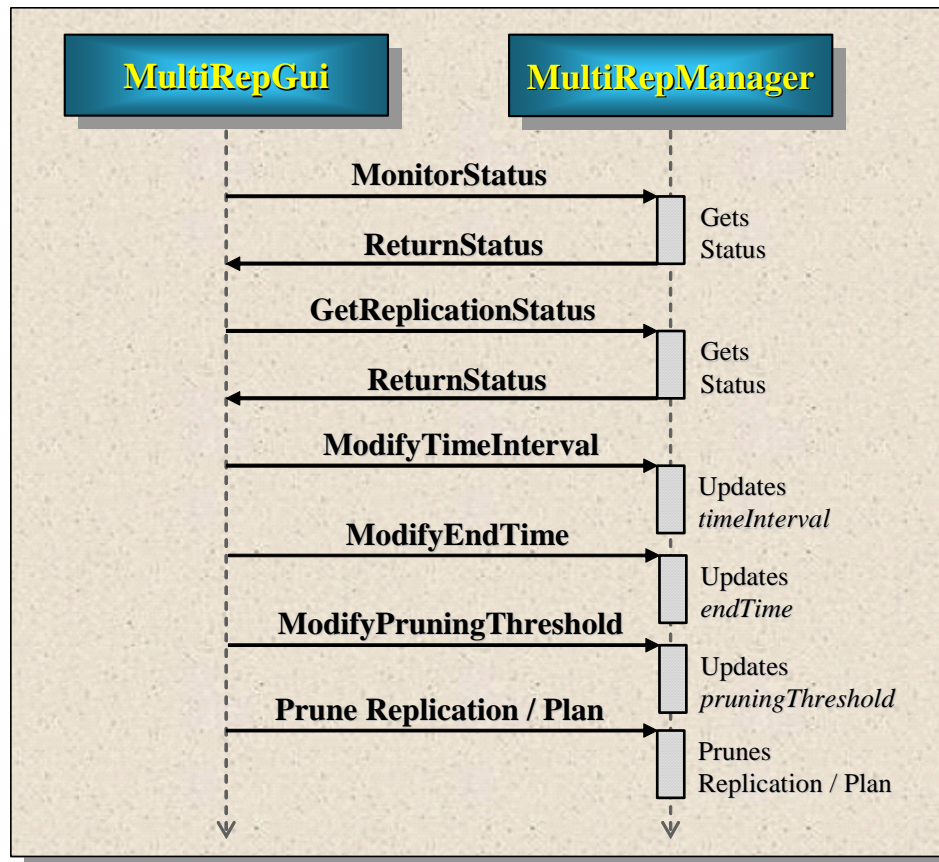 MultiRepGui
MultiRepManager
MonitorStatus
Gets
Status
ReturnStatus
GetReplicationStatus
Gets
Status
ReturnStatus
ModifyTimeInterval
Updates
timeInterval
ModifyEndTime
Updates
endTime
ModifyPruningThreshold
Updates
pruningThreshold
Prune Replication / Plan
Prunes
Replication / Plan